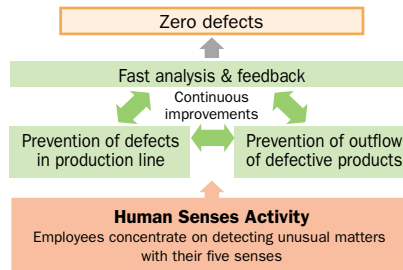 Zero defects
Fast analysis & feedback
Continuous
improvements
Prevention of defects
in production line
Prevention of outflow
of defective products
Human Senses Activity
Employees concentrate on detecting unusual matters
with their five senses